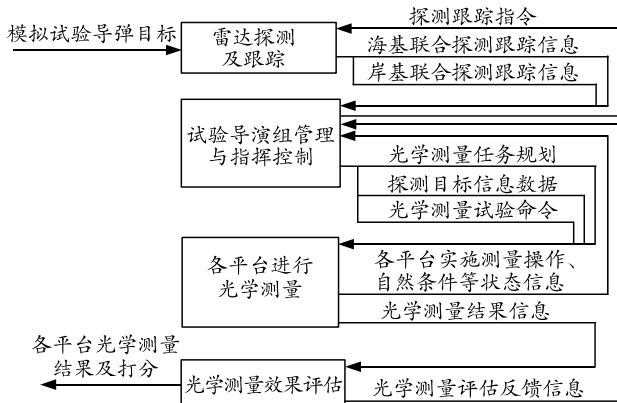 探测跟踪指令
模拟试验导弹目标
雷达探测
及跟踪
海基联合探测跟踪信息
岸基联合探测跟踪信息
试验导演组管理
与指挥控制
光学测量任务规划
探测目标信息数据
光学测量试验命令
各平台进行
光学测量
各平台实施测量操作、
自然条件等状态信息
光学测量结果信息
各平台光学测量
结果及打分
光学测量效果评估
光学测量评估反馈信息